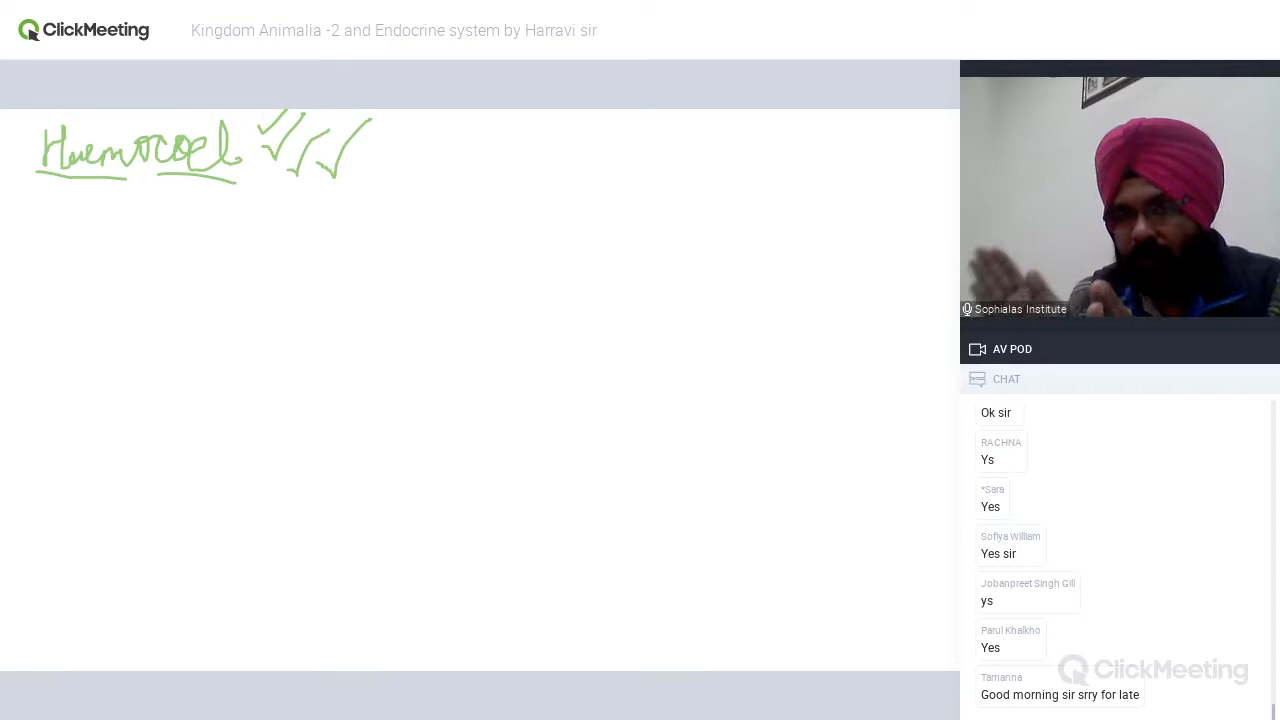 ClickMeeting
Kingdom Animalia -2 and Endocrine system by Harravi sir
Haemocoel
Sophialas Institute
AV POD
CHAT
Ok sir
RACHNA
Ys
*Sara
Yes
Sofiya William
Yes sir
Jobanpreet Singh Gill
ys
Parul Khalkho
Yes
Tamanna
Good morning sir srry for late
ClickMeeting